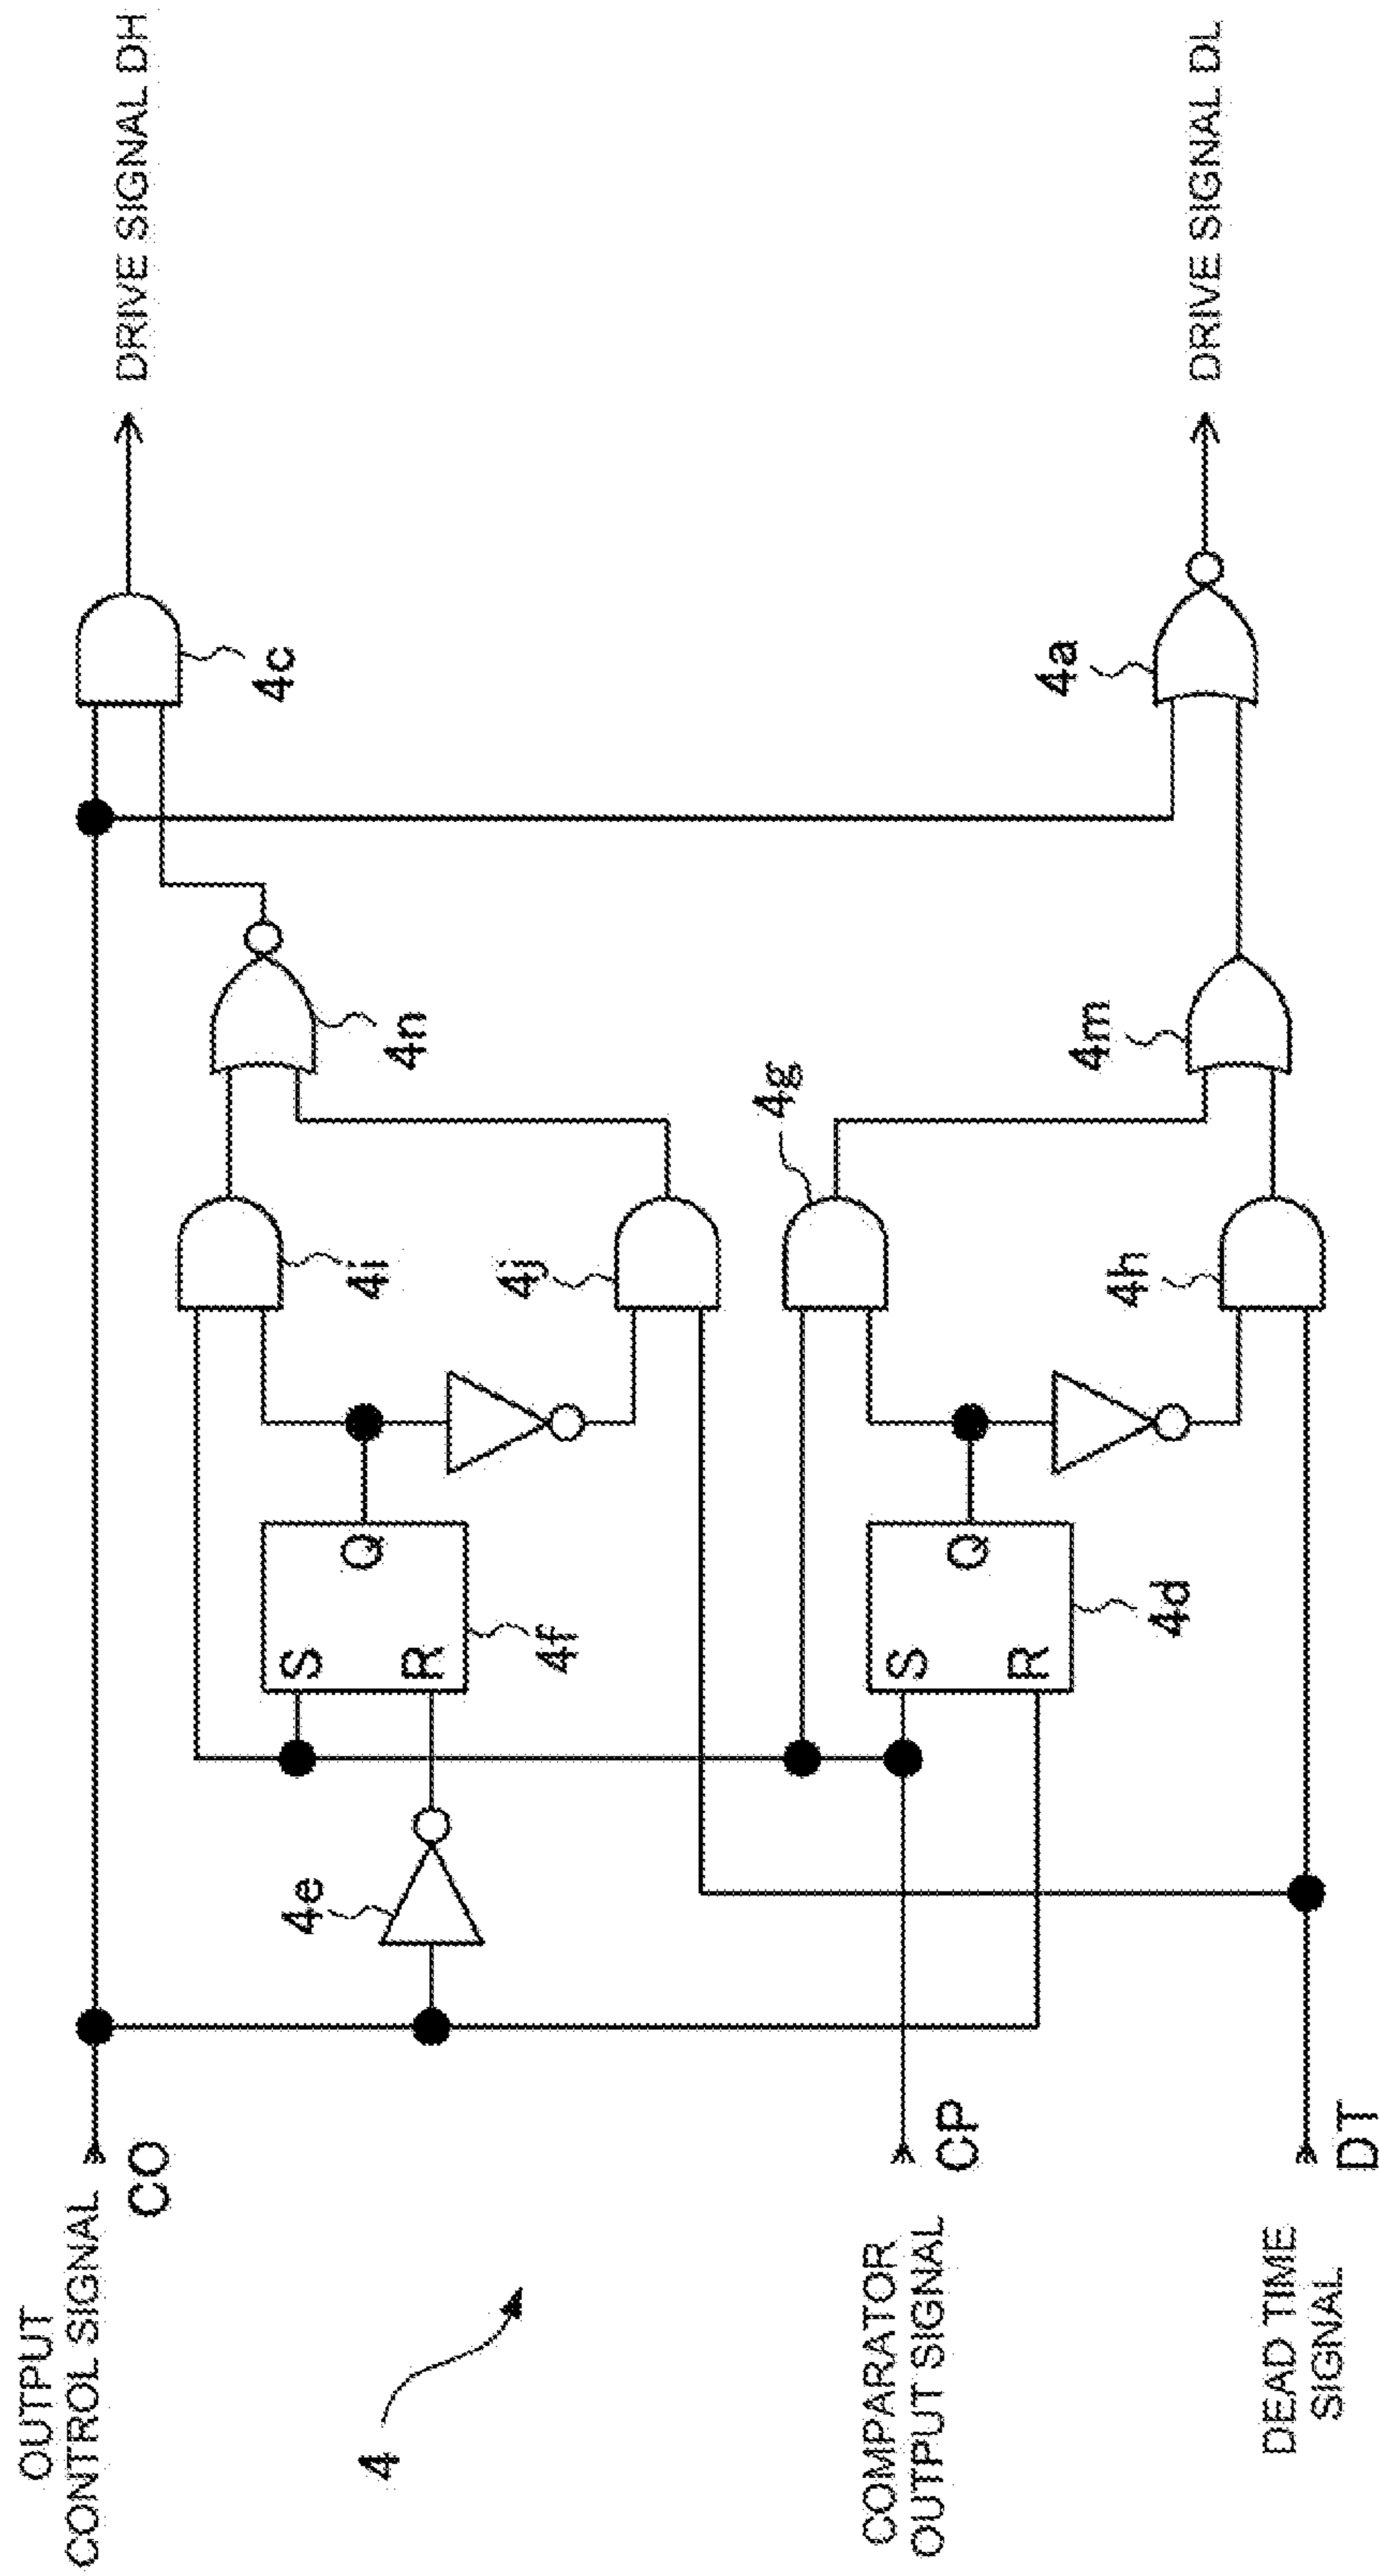 OUTPUT
CONTROL SIGNAL
CO
4
COMPARATOR
OUTPUT SIGNAL
CP
DEAD TIME
SIGNAL
DT
4e
S
R
Q
4f
S
R
Q
4d
4i
4j
4g
4h
4n
4m
4c
4a
DRIVE SIGNAL DH
DRIVE SIGNAL DL